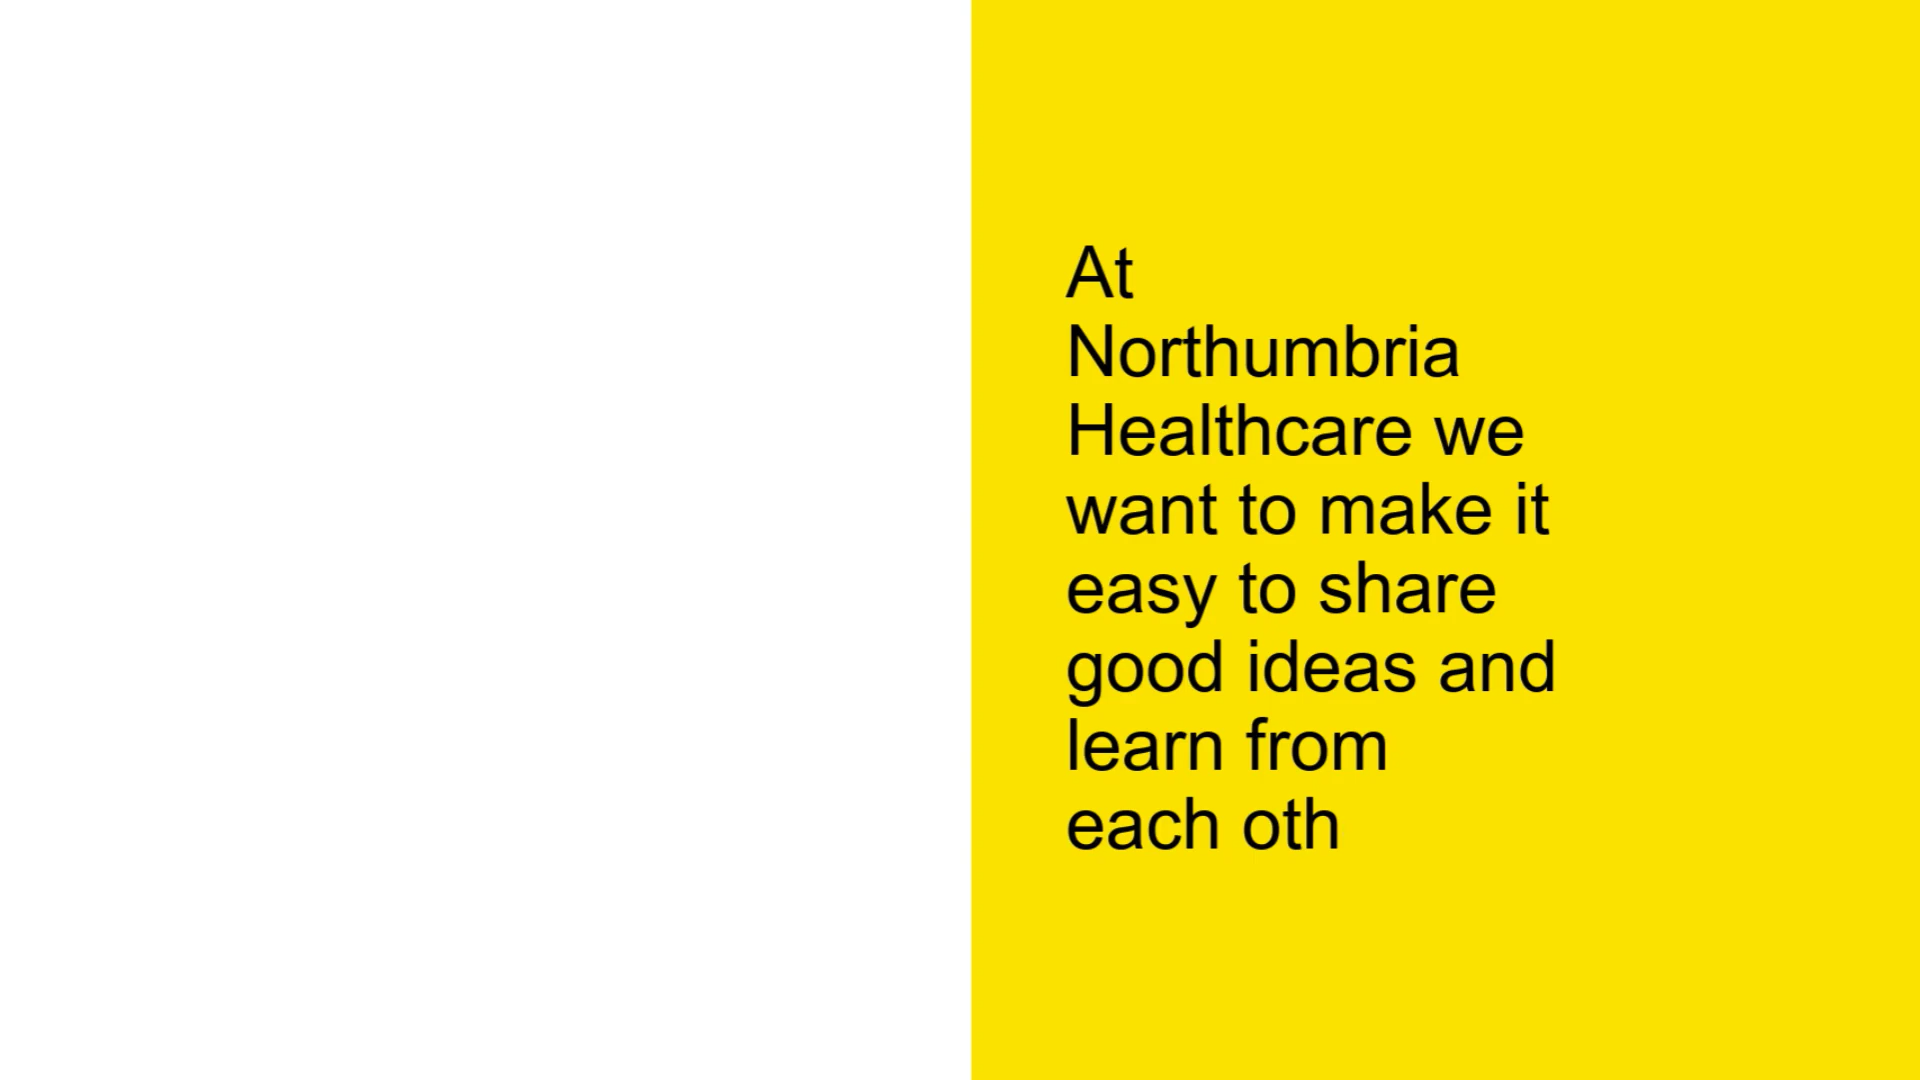 At
Northumbria
Healthcare we
want to make it
easy to share
good ideas and
learn from
each oth